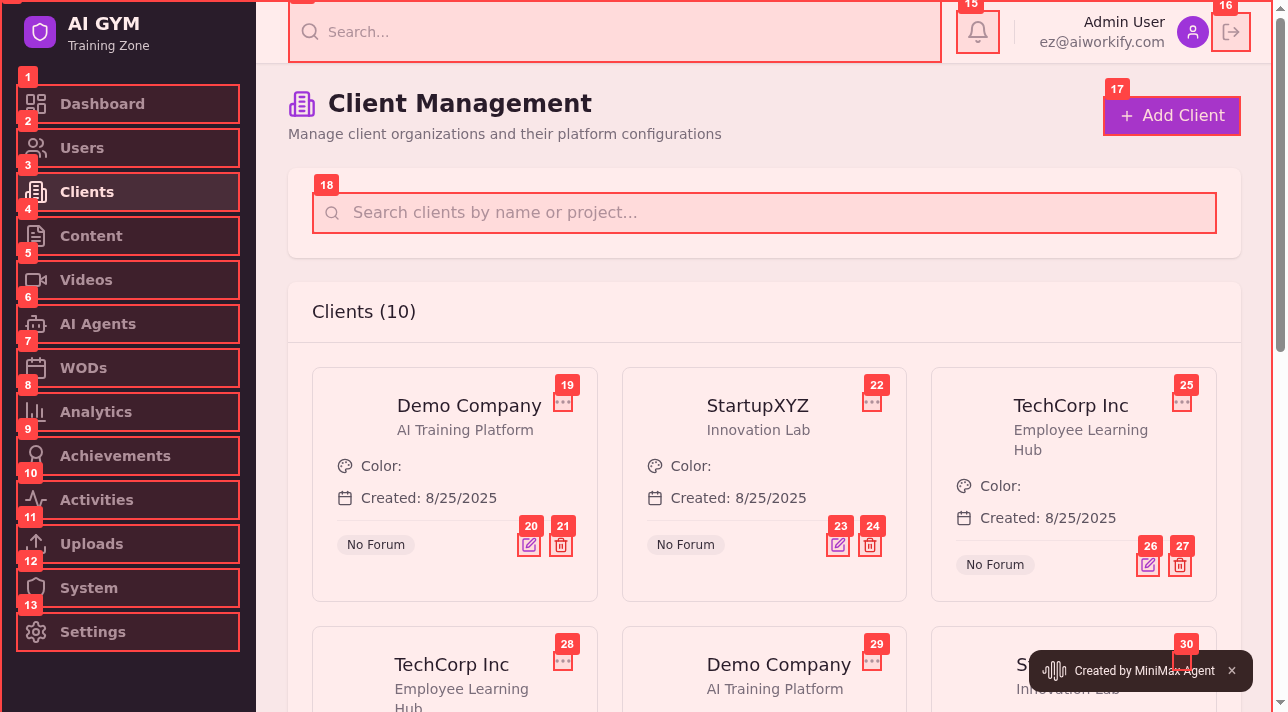 AI GYM
Training Zone
1
Dashboard
2
Users
3
Clients
4
Content
5
Videos
6
AI Agents
7
WODs
8
Analytics
9
Achievements
10
Activities
11
Uploads
12
System
13
Settings
Search...
15
Admin User
ez@aiworkify.com
16
Client Management
Manage client organizations and their platform configurations
17
Add Client
18
Search clients by name or project...
Clients (10)
19
Demo Company
AI Training Platform
Color:
Created: 8/25/2025
No Forum
20
21
22
StartupXYZ
Innovation Lab
Color:
Created: 8/25/2025
No Forum
23
24
25
TechCorp Inc
Employee Learning
Hub
Color:
Created: 8/25/2025
No Forum
26
27
28
TechCorp Inc
Employee Learning
Hub
29
Demo Company
AI Training Platform
30
Created by MiniMax Agent